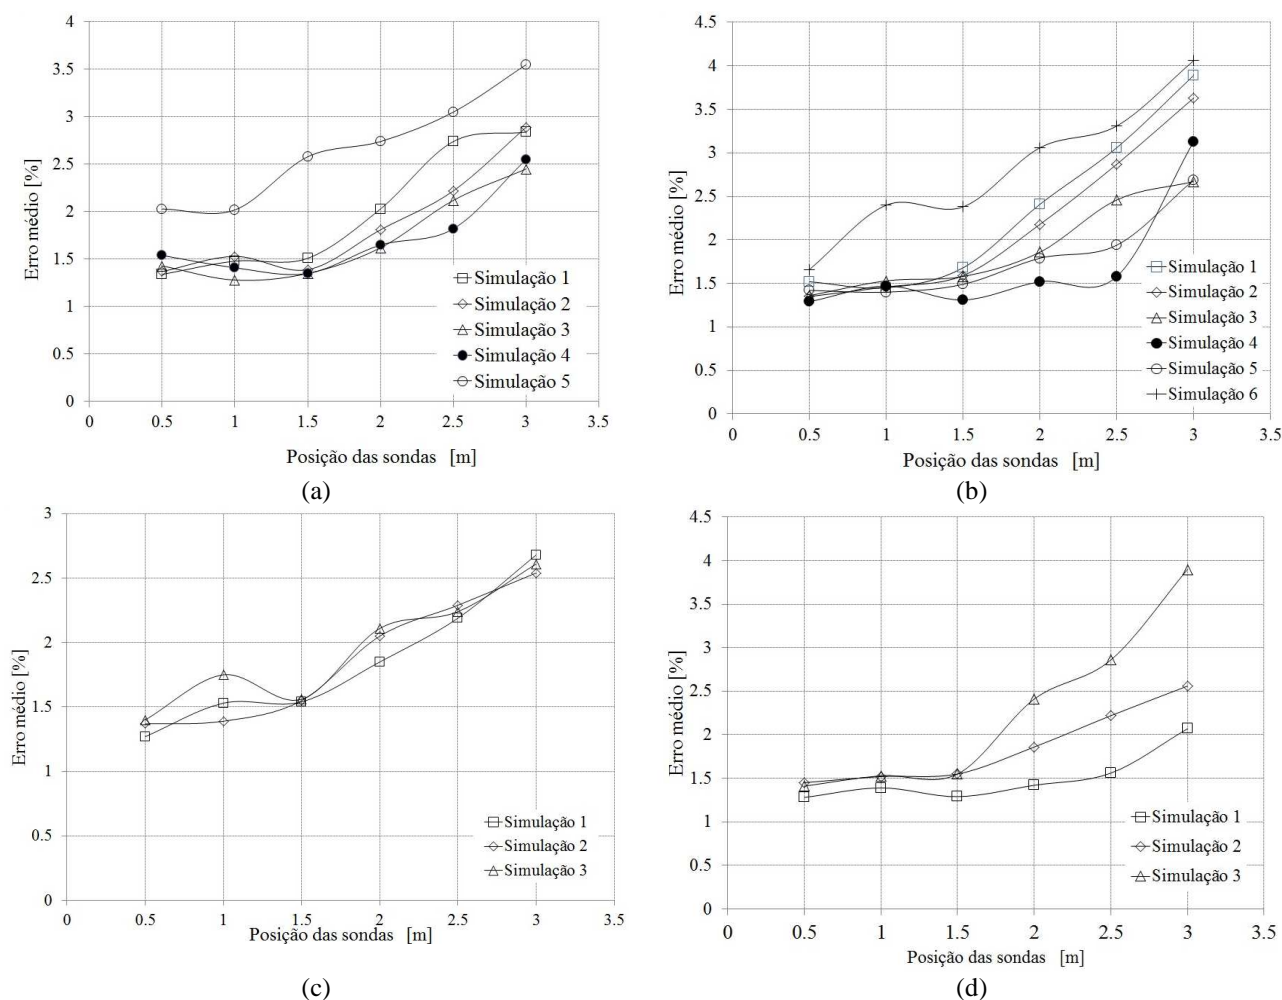 4
3.5
3
2.5
2
1.5
1
0.5
0
Erro médio [%]
0 0.5 1 1.5 2 2.5 3 3.5
Posição das sondas [m]
Simulação 1
Simulação 2
Simulação 3
Simulação 4
Simulação 5
(a)
4.5
4
3.5
3
2.5
2
1.5
1
0.5
0
Erro médio [%]
0 0.5 1 1.5 2 2.5 3 3.5
Posição das sondas [m]
Simulação 1
Simulação 2
Simulação 3
Simulação 4
Simulação 5
Simulação 6
(b)
3
2.5
2
1.5
1
0.5
0
Erro médio [%]
0 0.5 1 1.5 2 2.5 3 3.5
Posição das sondas [m]
Simulação 1
Simulação 2
Simulação 3
(c)
4.5
4
3.5
3
2.5
2
1.5
1
0.5
0
Erro médio [%]
0 0.5 1 1.5 2 2.5 3 3.5
Posição das sondas [m]
Simulação 1
Simulação 2
Simulação 3
(d)